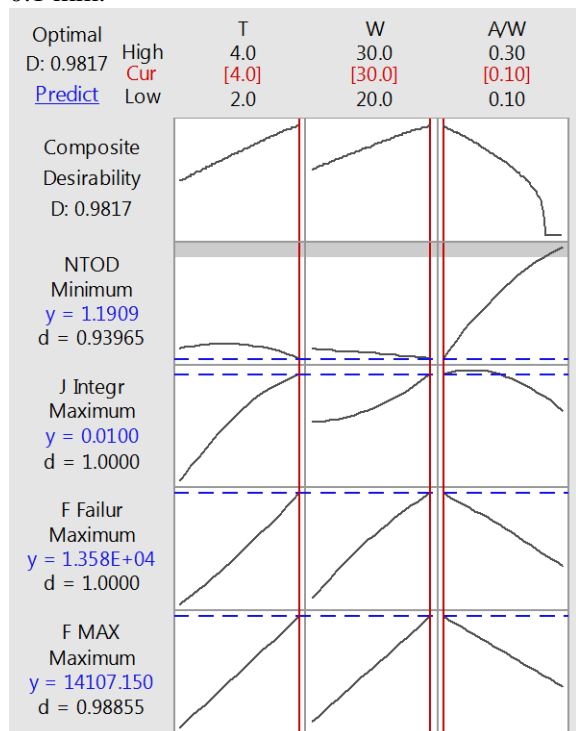 0.1 mm.
Optimal T W A/W
D: 0.9817 High 4.0 30.0 0.30
Cur [4.0] [30.0] [0.10]
Predict Low 2.0 20.0 0.10
Composite
Desirability
D: 0.9817
NTOD
Minimum
y = 1.1909
d = 0.93965
J Integr
Maximum
y = 0.0100
d = 1.0000
F Failur
Maximum
y = 1.358E+04
d = 1.0000
F MAX
Maximum
y = 14107.150
d = 0.98855